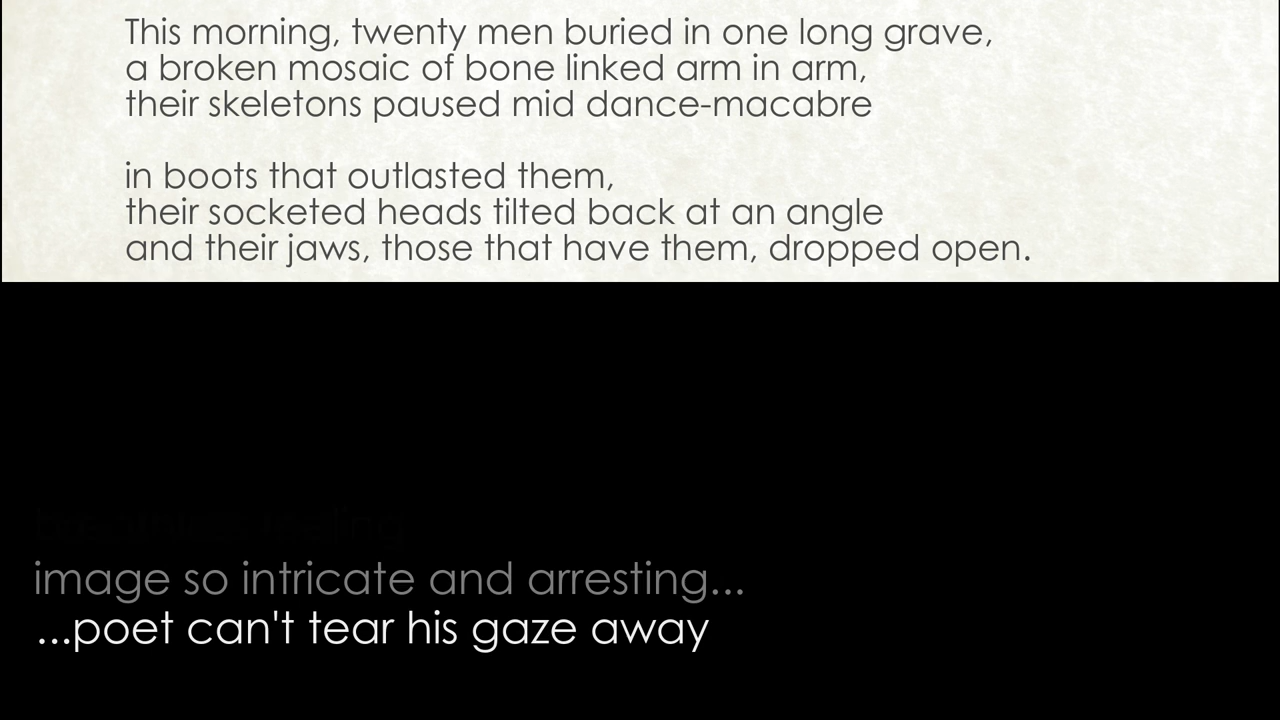 This morning, twenty men buried in one long grave,
a broken mosaic of bone linked arm in arm,
their skeletons paused mid dance-macabre
in boots that outlasted them,
their socketed heads tilted back at an angle
and their jaws, those that have them, dropped open.
image so intricate and arresting...
...poet can't tear his gaze away